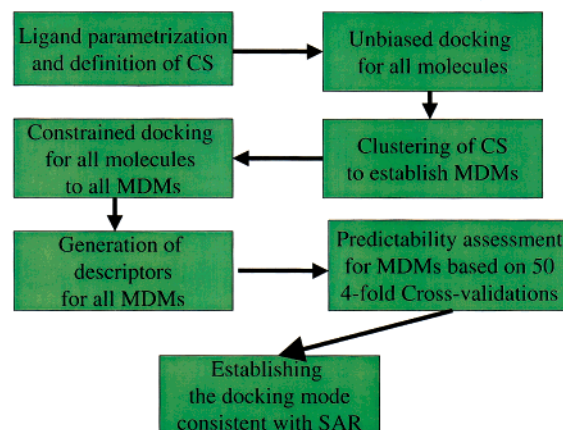 Ligand parametrization
and definition of CS
Unbiased docking
for all molecules
Clustering of CS
to establish MDMs
Constrained docking
for all molecules
to all MDMs
Generation of
descriptors
for all MDMs
Predictability assessment
for MDMs based on 50
4-fold Cross-validations
Establishing
the docking mode
consistent with SAR